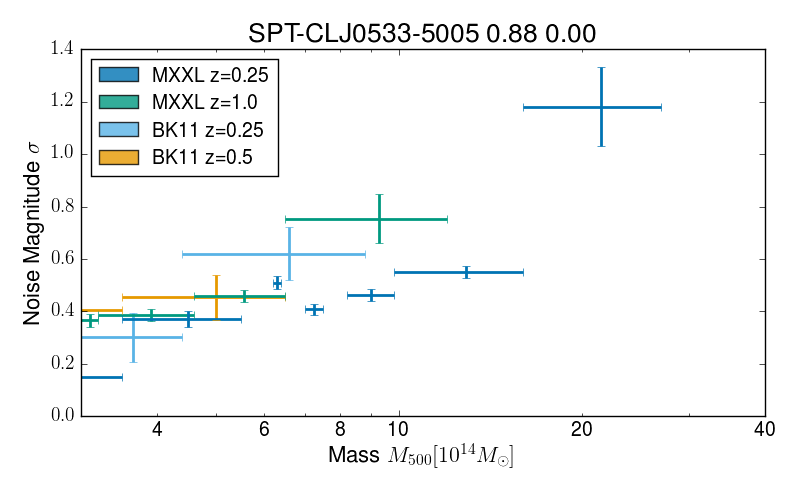 SPT-CLJ0533-5005 0.88 0.00
1.4
1.2
1.0
0.8
0.6
0.4
0.2
0.0
Noise Magnitude σ
MXXL z=0.25
MXXL z=1.0
BK11 z=0.25
BK11 z=0.5
4 6 8 10 20 40
Mass M₅₀₀[10¹⁴M☉]